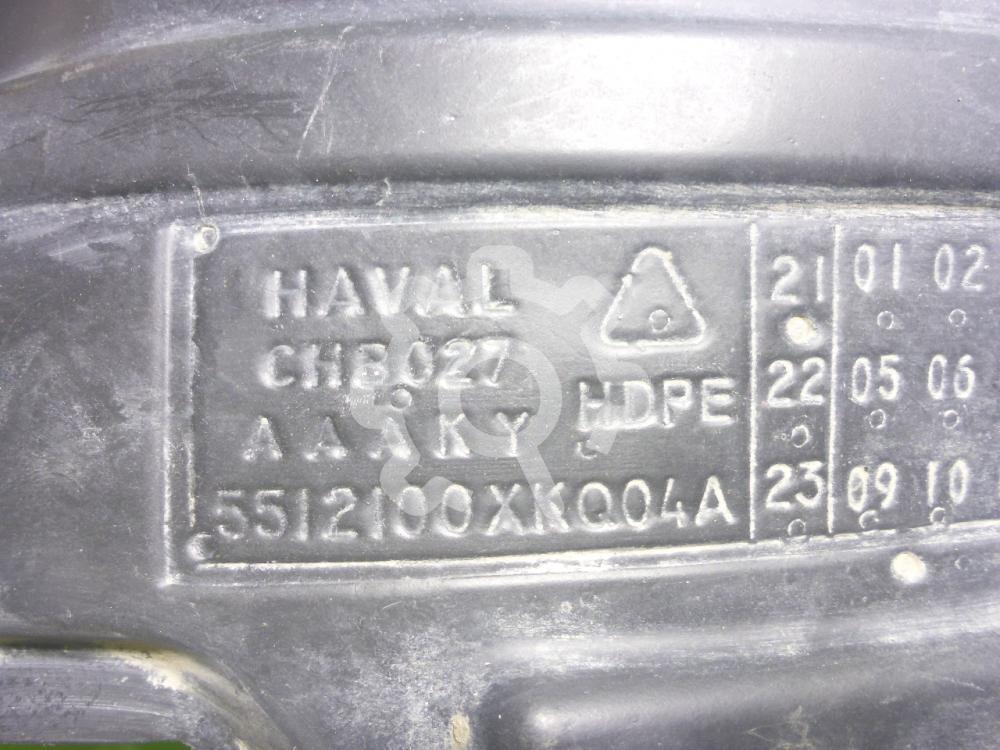 HAVAL
CHB027
AAAKY
HDPE
5512100XKQ04A
21 01 02
22 05 06
23 09 10